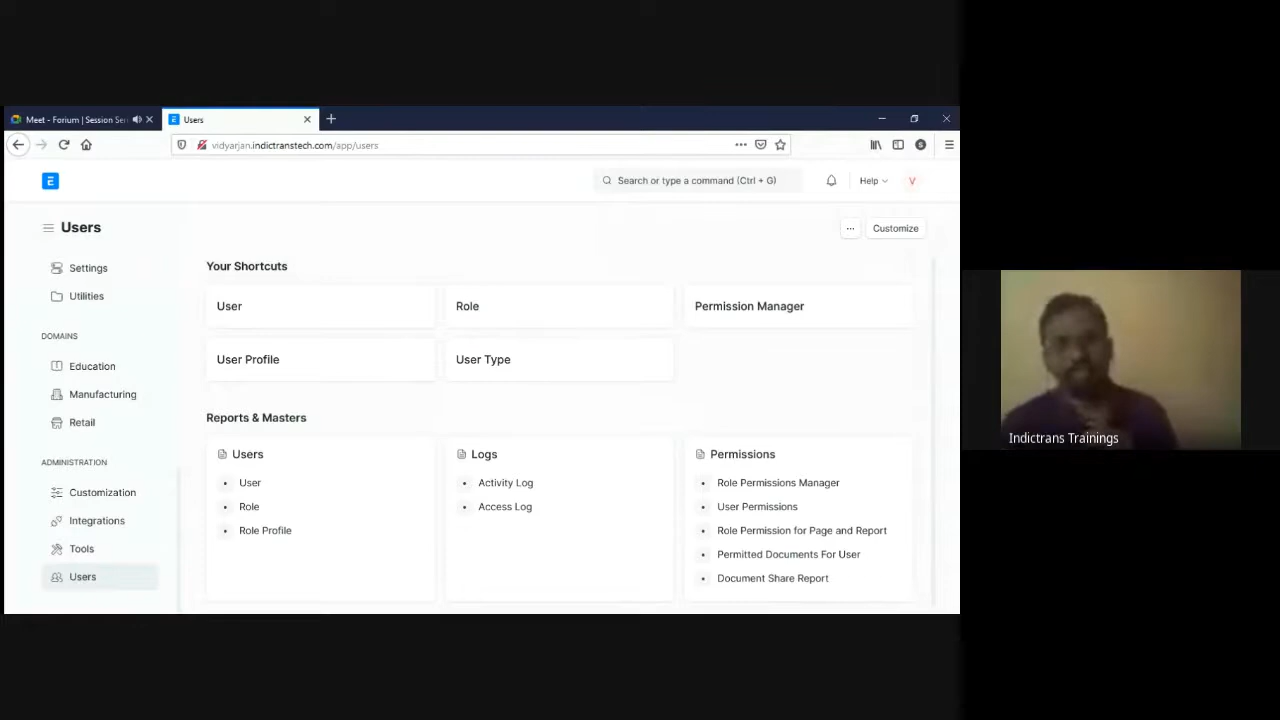 Meet - Forium | Session Ser
Users
vidyarjan.indictranstech.com/app/users
E
Search or type a command (Ctrl + G)
Help
V
Users
Customize
Settings
Utilities
DOMAINS
Education
Manufacturing
Retail
ADMINISTRATION
Customization
Integrations
Tools
Users
Your Shortcuts
User
Role
Permission Manager
User Profile
User Type
Reports & Masters
Users
User
Role
Role Profile
Logs
Activity Log
Access Log
Permissions
Role Permissions Manager
User Permissions
Role Permission for Page and Report
Permitted Documents For User
Document Share Report
Indictrans Trainings